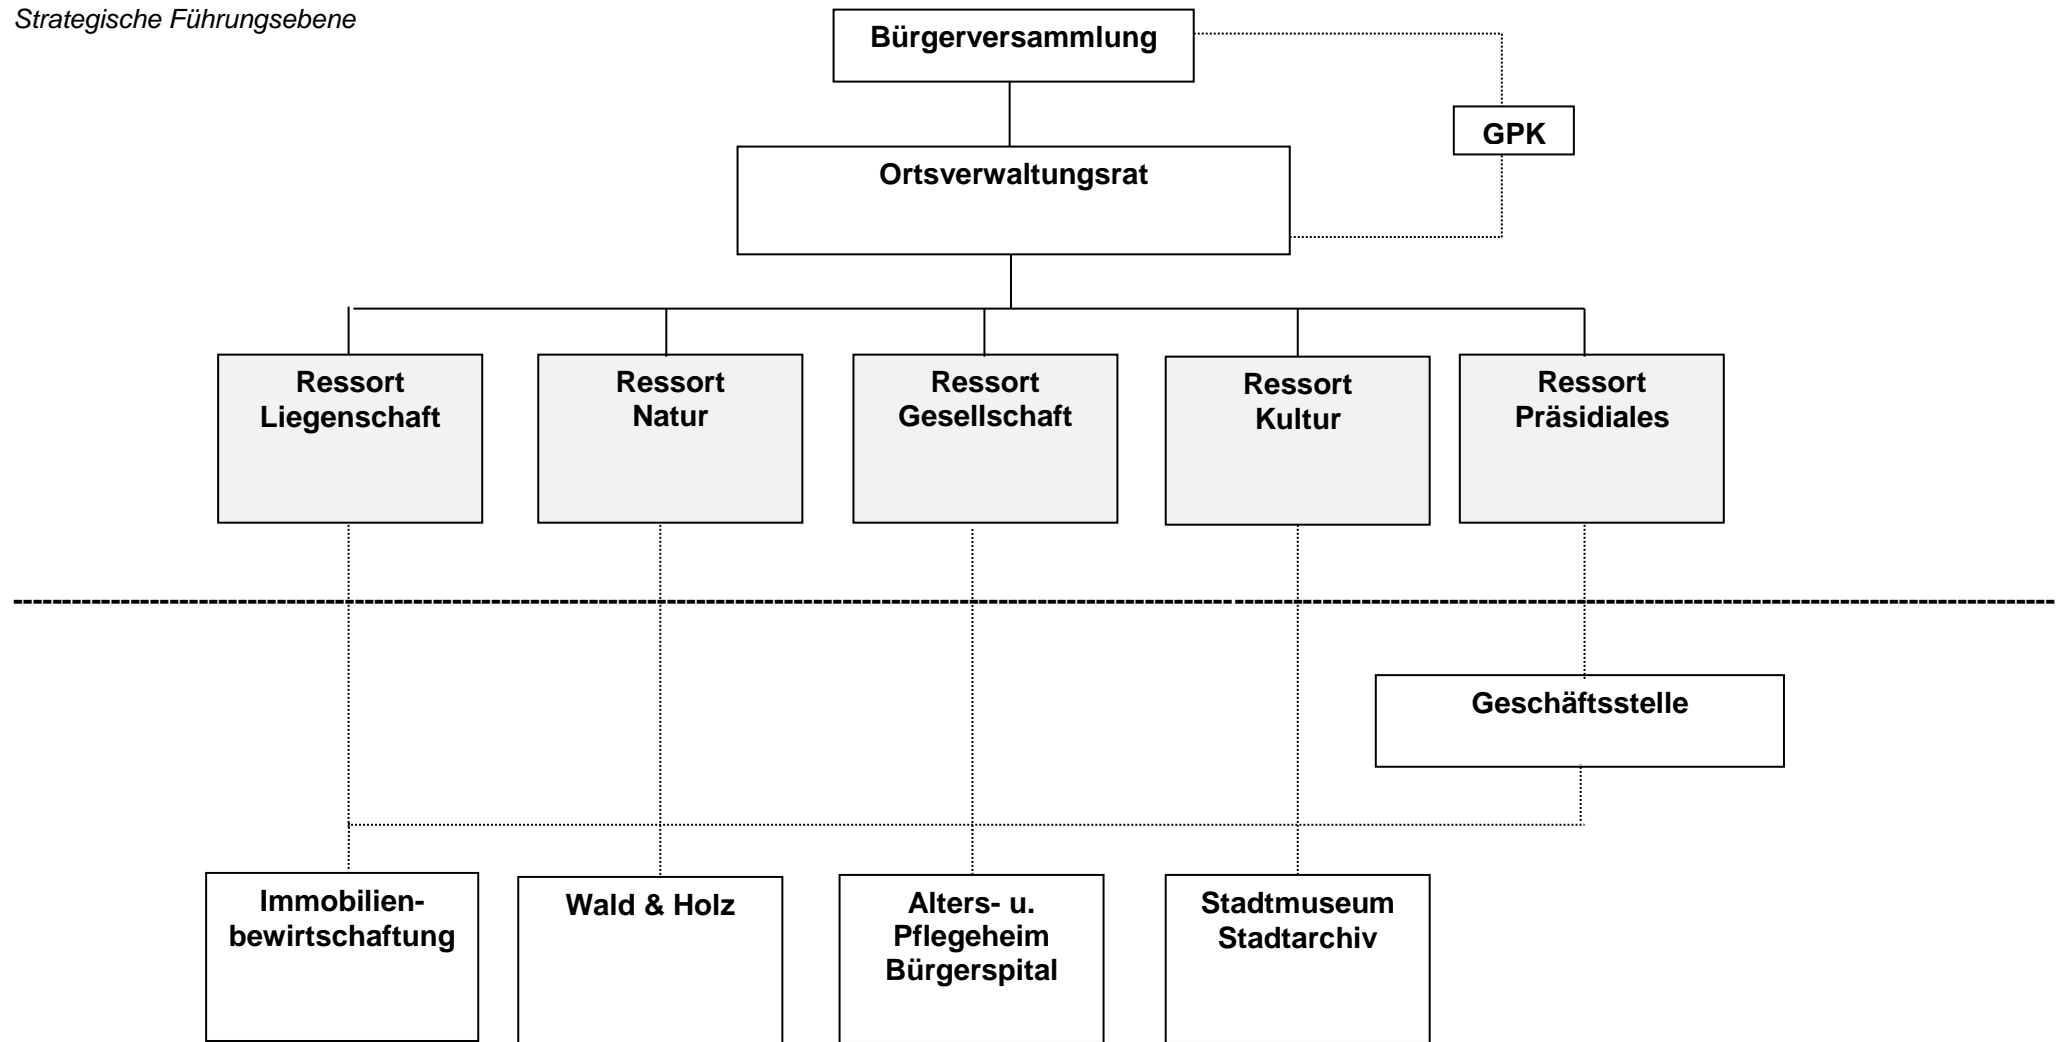 Strategische Führungsebene
Bürgerversammlung
GPK
Ortsverwaltungsrat
Ressort
Liegenschaft
Ressort
Natur
Ressort
Gesellschaft
Ressort
Kultur
Ressort
Präsidiales
Geschäftsstelle
Immobilien-
bewirtschaftung
Wald & Holz
Alters- u.
Pflegeheim
Bürgerspital
Stadtmuseum
Stadtarchiv